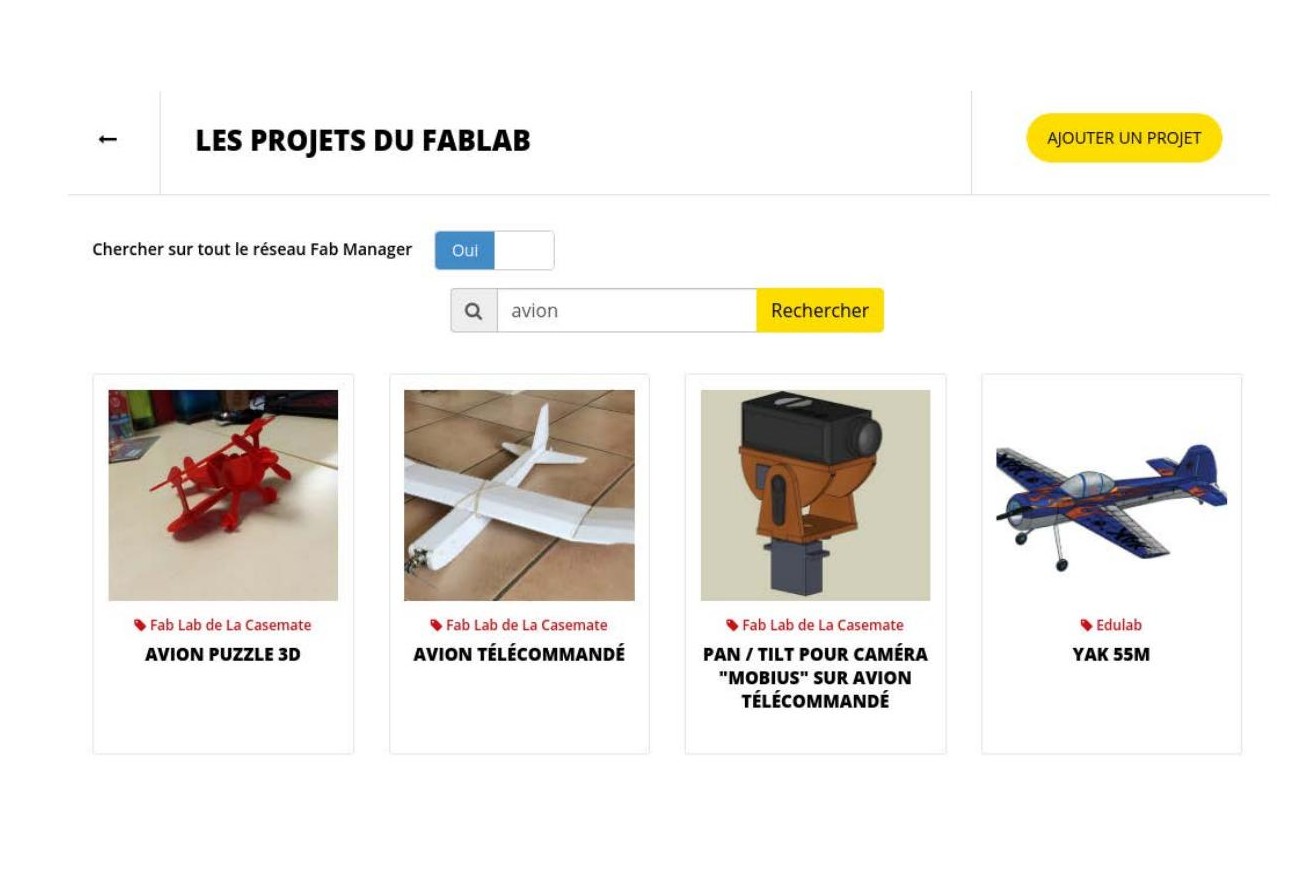 LES PROJETS DU FABLAB
AJOUTER UN PROJET
Chercher sur tout le réseau Fab Manager
Oui
avion
Rechercher
Fab Lab de La Casemate
AVION PUZZLE 3D
Fab Lab de La Casemate
AVION TÉLÉCOMMANDÉ
Fab Lab de La Casemate
PAN / TILT POUR CAMÉRA
"MOBIUS" SUR AVION
TÉLÉCOMMANDÉ
Edulab
YAK 55M